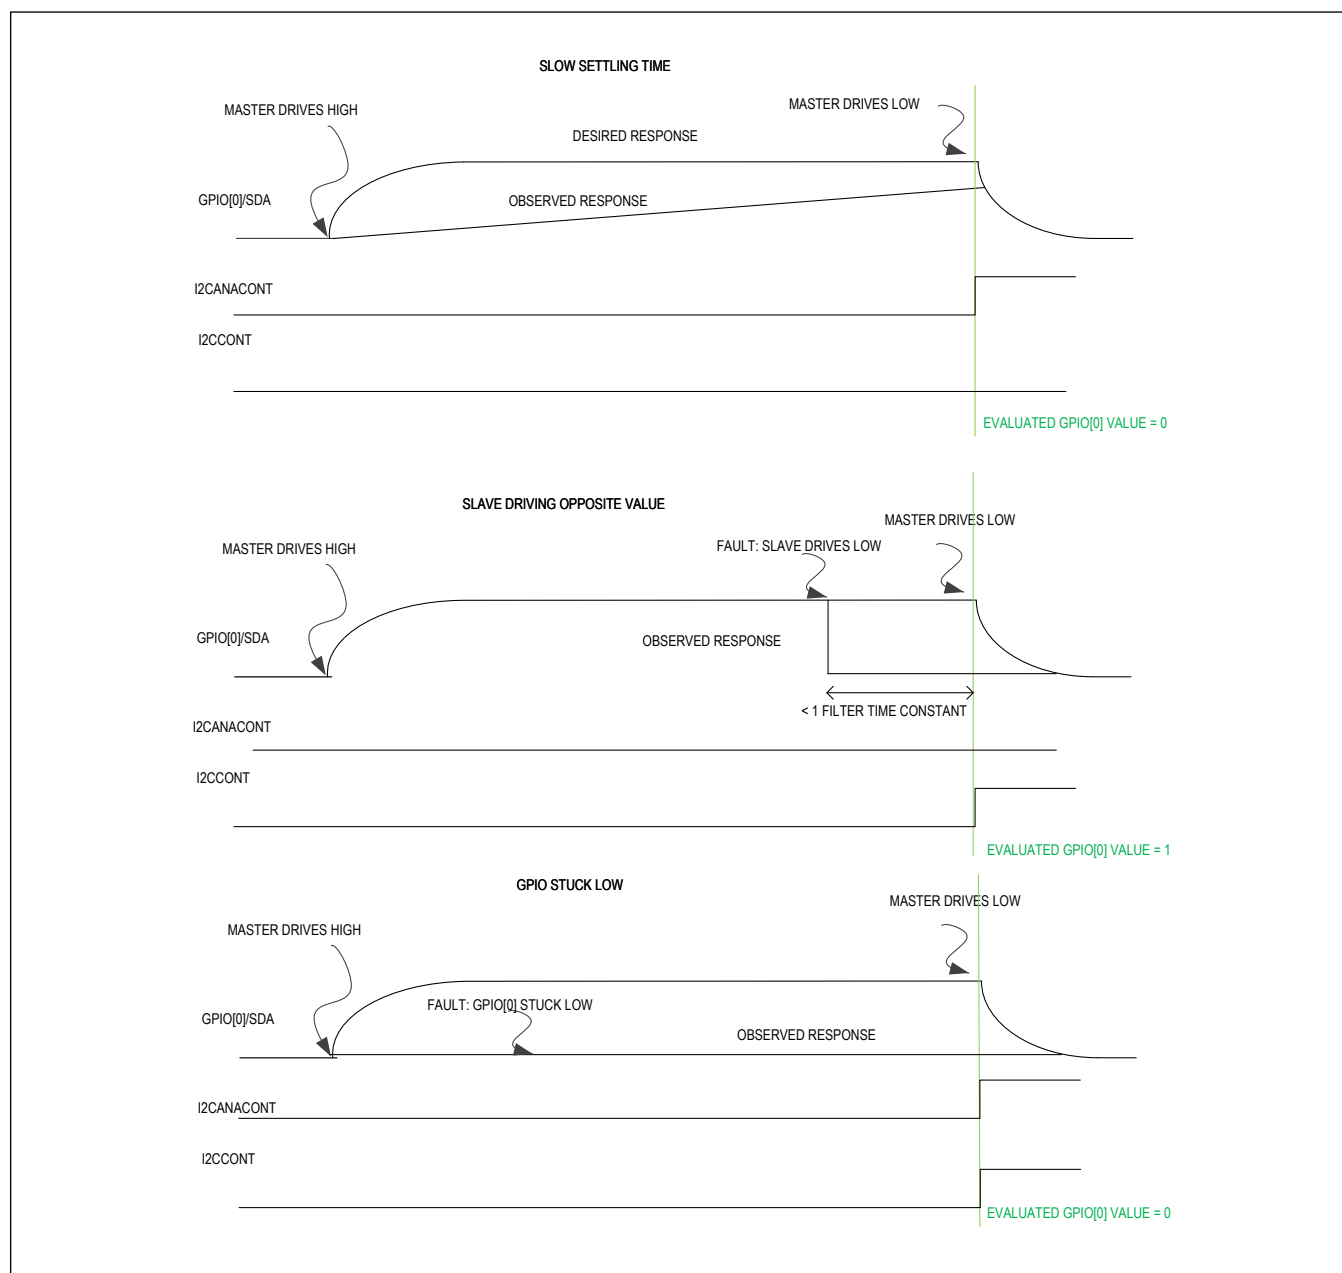 SLOW SETTLING TIME
MASTER DRIVES HIGH
MASTER DRIVES LOW
DESIRED RESPONSE
GPIO[0]/SDA
OBSERVED RESPONSE
I2CANACONT
I2CCONT
EVALUATED GPIO[0] VALUE = 0
SLAVE DRIVING OPPOSITE VALUE
MASTER DRIVES LOW
MASTER DRIVES HIGH
FAULT: SLAVE DRIVES LOW
GPIO[0]/SDA
OBSERVED RESPONSE
< 1 FILTER TIME CONSTANT
I2CANACONT
I2CCONT
EVALUATED GPIO[0] VALUE = 1
GPIO STUCK LOW
MASTER DRIVES LOW
MASTER DRIVES HIGH
FAULT: GPIO[0] STUCK LOW
GPIO[0]/SDA
OBSERVED RESPONSE
I2CANACONT
I2CCONT
EVALUATED GPIO[0] VALUE = 0